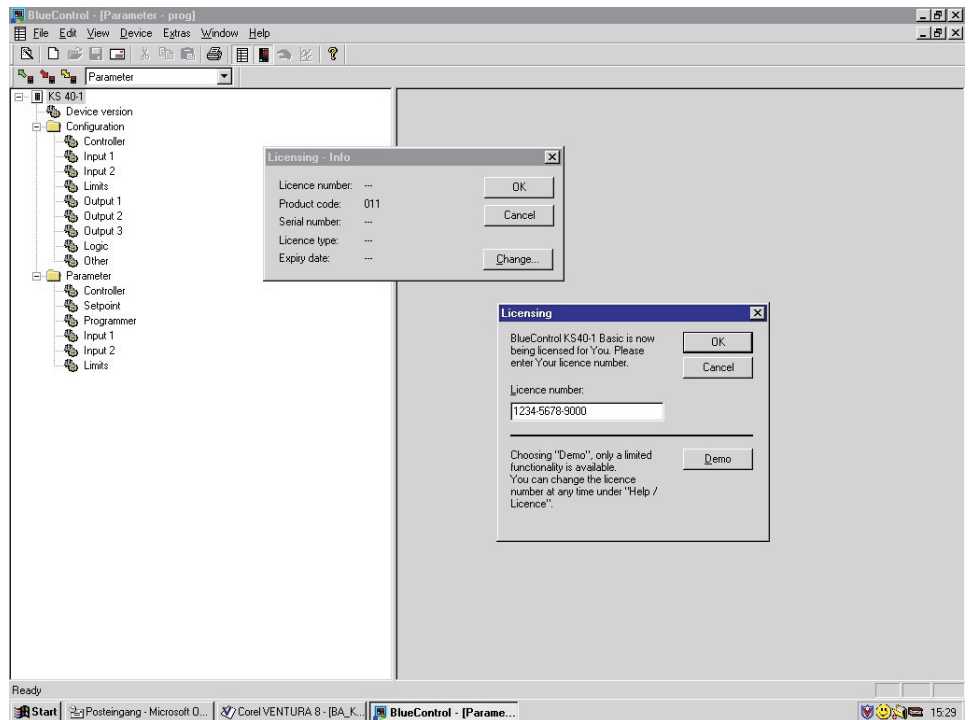 BlueControl - [Parameter - prog]
File Edit View Device Extras Window Help
Parameter
KS 40-1
Device version
Configuration
Controller
Input 1
Input 2
Limits
Output 1
Output 2
Output 3
Logic
Other
Parameter
Controller
Setpoint
Programmer
Input 1
Input 2
Limits
Licensing - Info
Licence number: ---
Product code: 011
Serial number: ---
Licence type: ---
Expiry date: ---
OK
Cancel
Change...
Licensing
BlueControl KS40-1 Basic is now
being licensed for You. Please
enter Your licence number.
OK
Cancel
Licence number:
1234-5678-9000
Choosing "Demo", only a limited
functionality is available.
You can change the licence
number at any time under "Help /
Licence".
Demo
Ready
Start Posteingang - Microsoft O... Corel VENTURA 8 - [BA_K... BlueControl - [Parame... 15:29